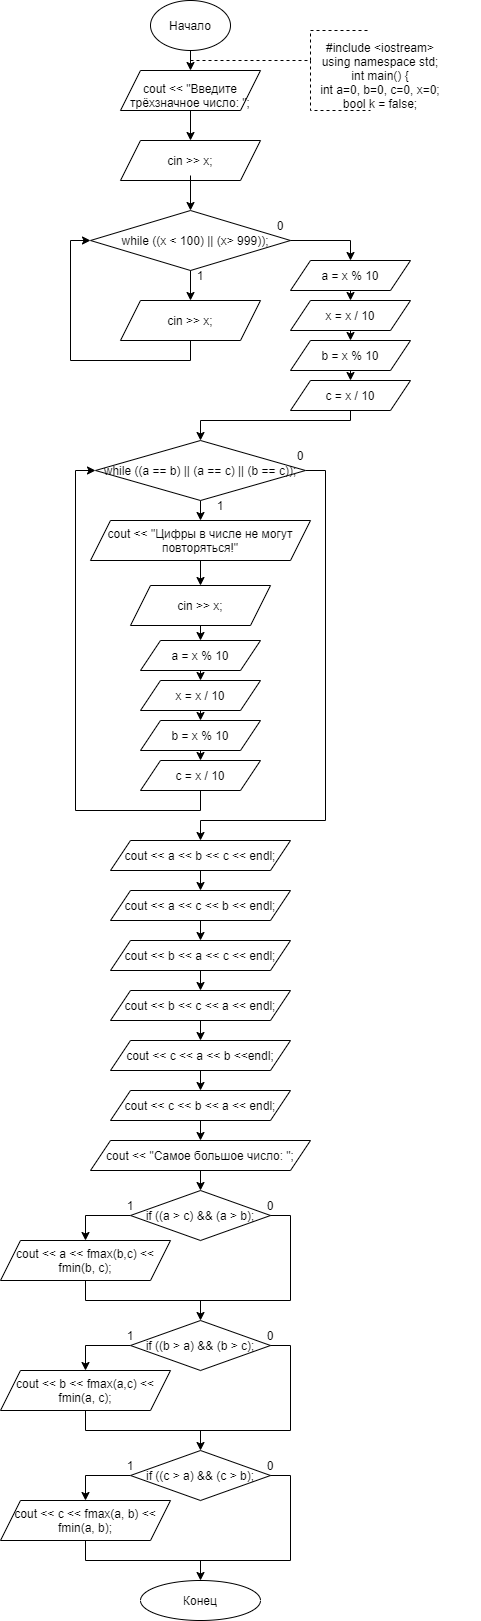 Начало
#include <iostream>
using namespace std;
int main() {
int a=0, b=0, c=0, x=0;
bool k = false;
cout << "Введите
трёхзначное число: ";
cin >> x;
while ((x < 100) || (x> 999));
0
1
cin >> x;
a = x % 10
x = x / 10
b = x % 10
c = x / 10
while ((a == b) || (a == c) || (b == c));
0
1
cout << "Цифры в числе не могут
повторяться!"
cin >> x;
a = x % 10
x = x / 10
b = x % 10
c = x / 10
cout << a << b << c << endl;
cout << a << c << b << endl;
cout << b << a << c << endl;
cout << b << c << a << endl;
cout << c << a << b <<endl;
cout << c << b << a << endl;
cout << "Самое большое число: ";
1
0
if ((a > c) && (a > b);
cout << a << fmax(b,c) <<
fmin(b, c);
1
0
if ((b > a) && (b > c);
cout << b << fmax(a,c) <<
fmin(a, c);
1
0
if ((c > a) && (c > b);
cout << c << fmax(a, b) <<
fmin(a, b);
Конец